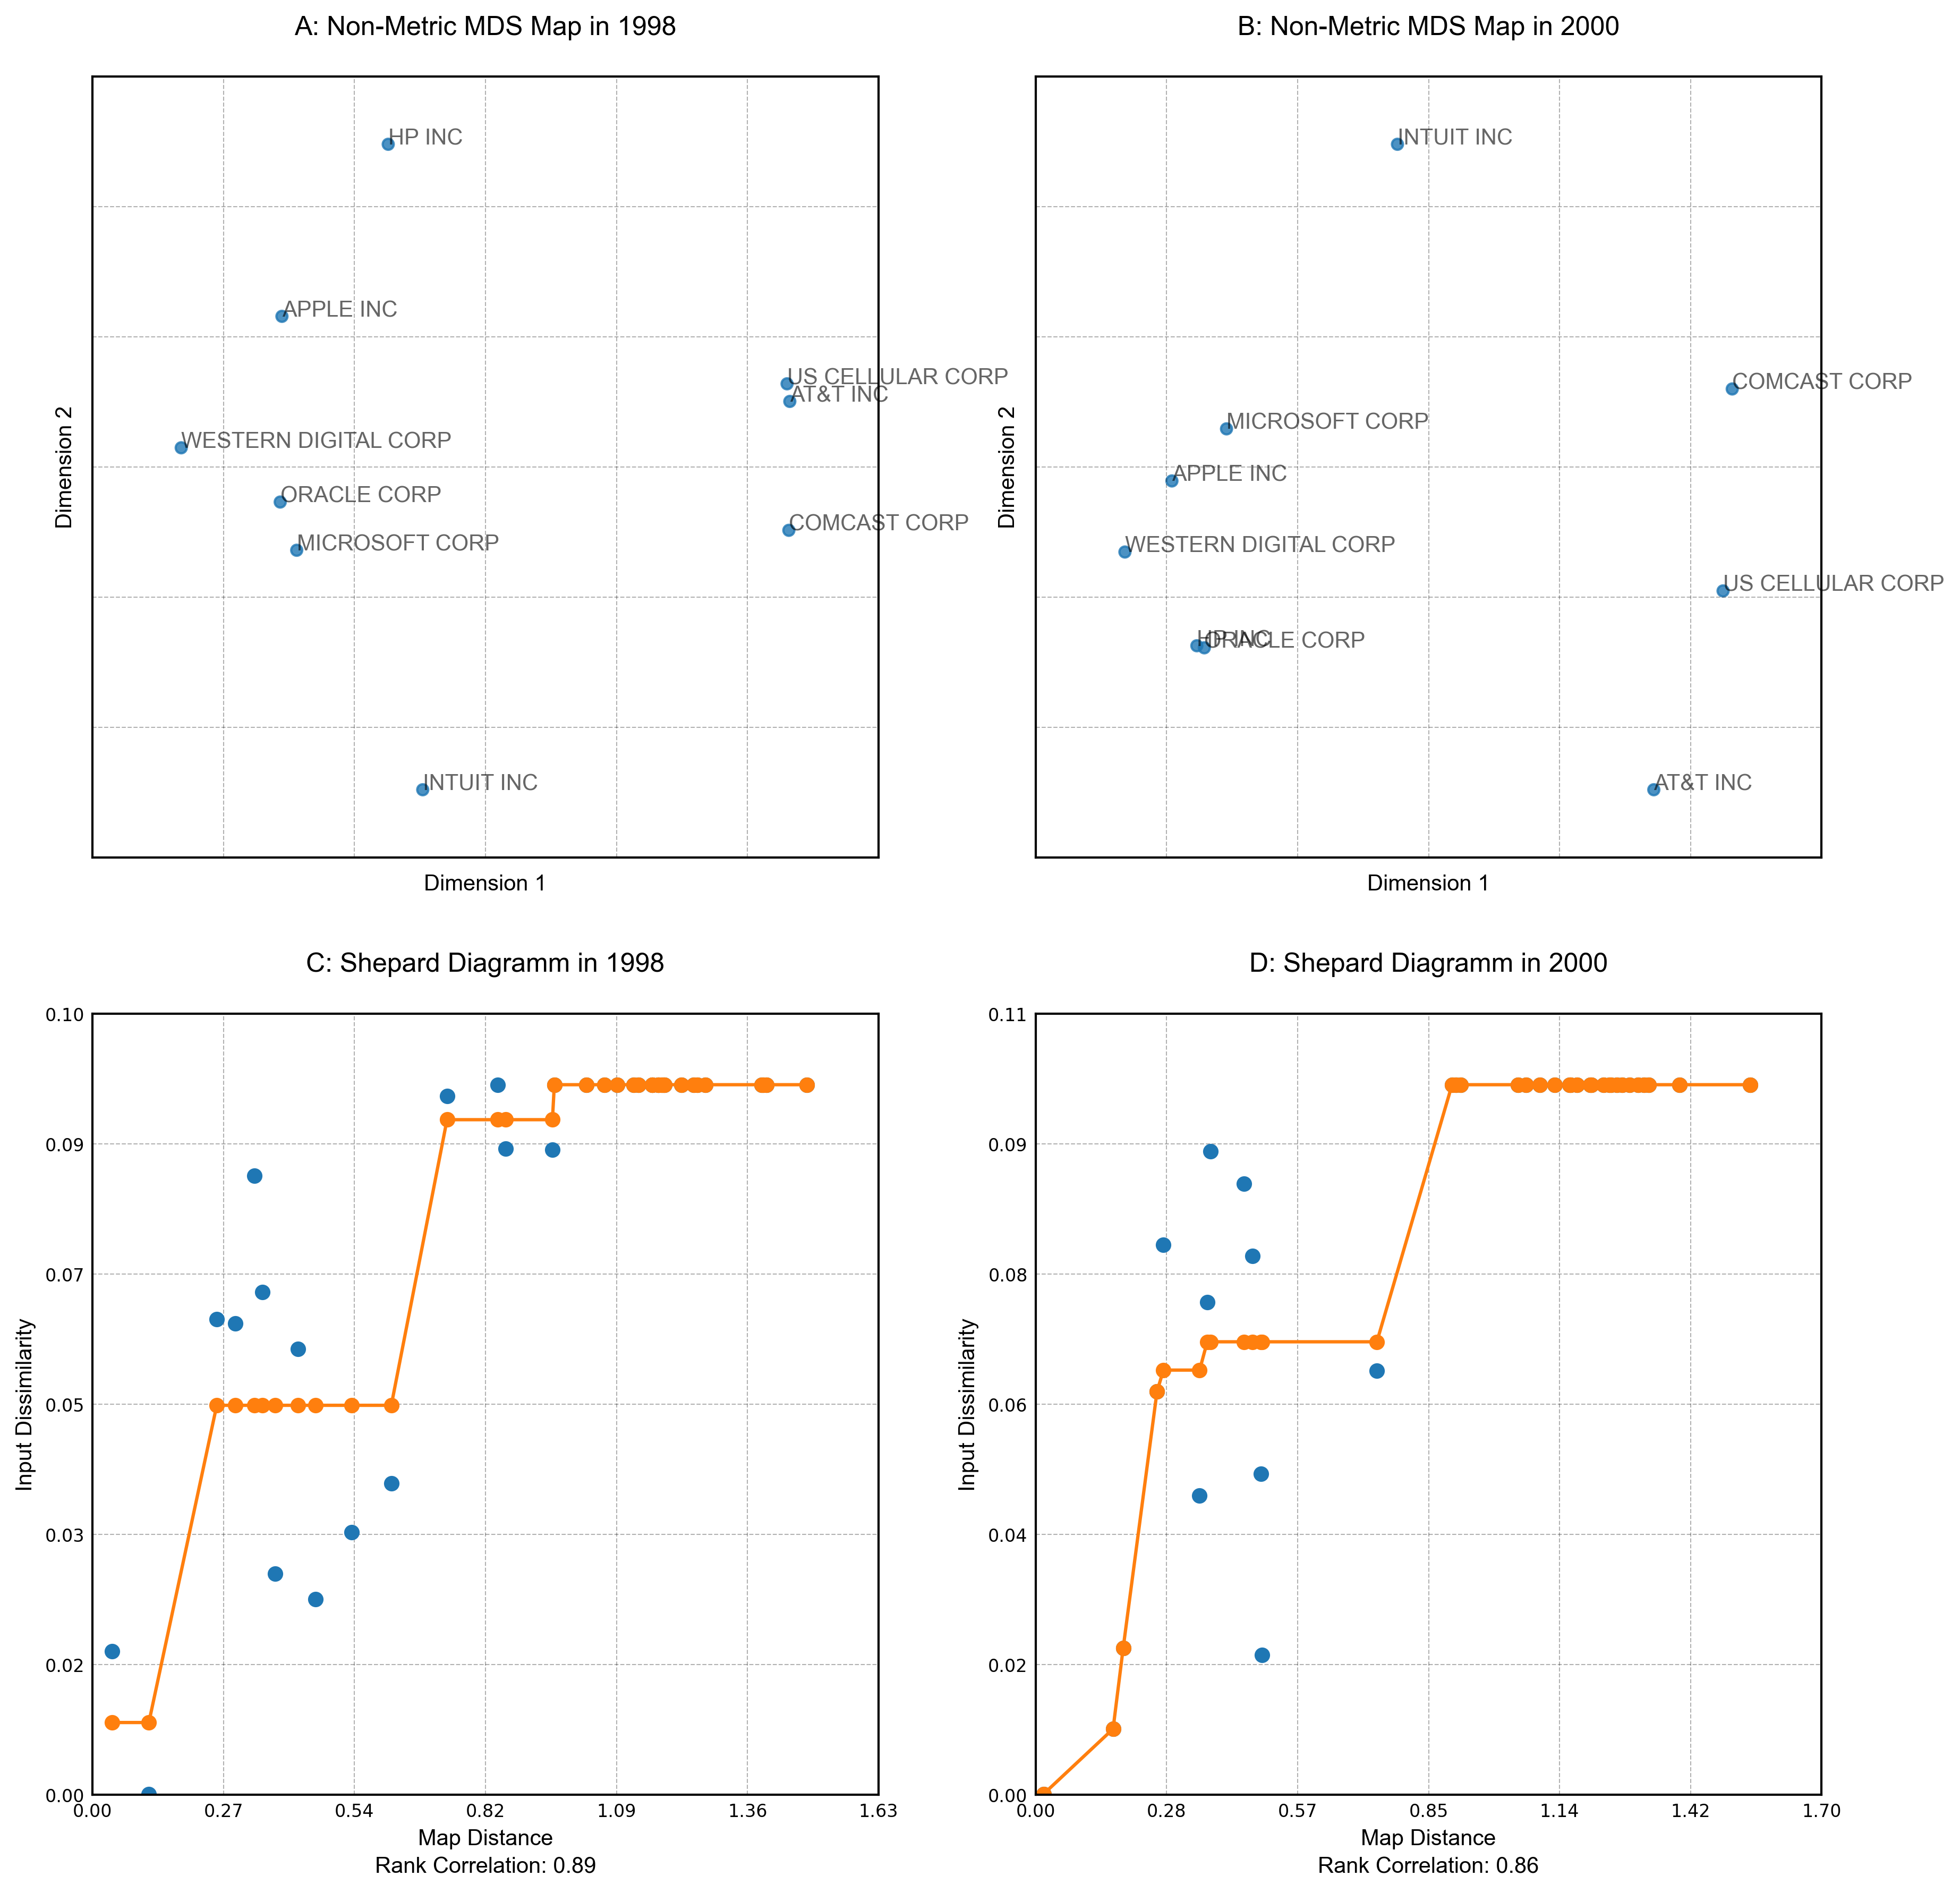 A: Non-Metric MDS Map in 1998
HP INC
APPLE INC
US CELLULAR CORP
AT&T INC
WESTERN DIGITAL CORP
ORACLE CORP
COMCAST CORP
MICROSOFT CORP
INTUIT INC
Dimension 2
Dimension 1
B: Non-Metric MDS Map in 2000
INTUIT INC
COMCAST CORP
MICROSOFT CORP
APPLE INC
WESTERN DIGITAL CORP
US CELLULAR CORP
HP INC
ORACLE CORP
AT&T INC
Dimension 2
Dimension 1
C: Shepard Diagramm in 1998
0.10
0.09
0.07
0.05
0.03
0.02
0.00
Input Dissimilarity
0.00 0.27 0.54 0.82 1.09 1.36 1.63
Map Distance
Rank Correlation: 0.89
D: Shepard Diagramm in 2000
0.11
0.09
0.08
0.06
0.04
0.02
0.00
Input Dissimilarity
0.00 0.28 0.57 0.85 1.14 1.42 1.70
Map Distance
Rank Correlation: 0.86